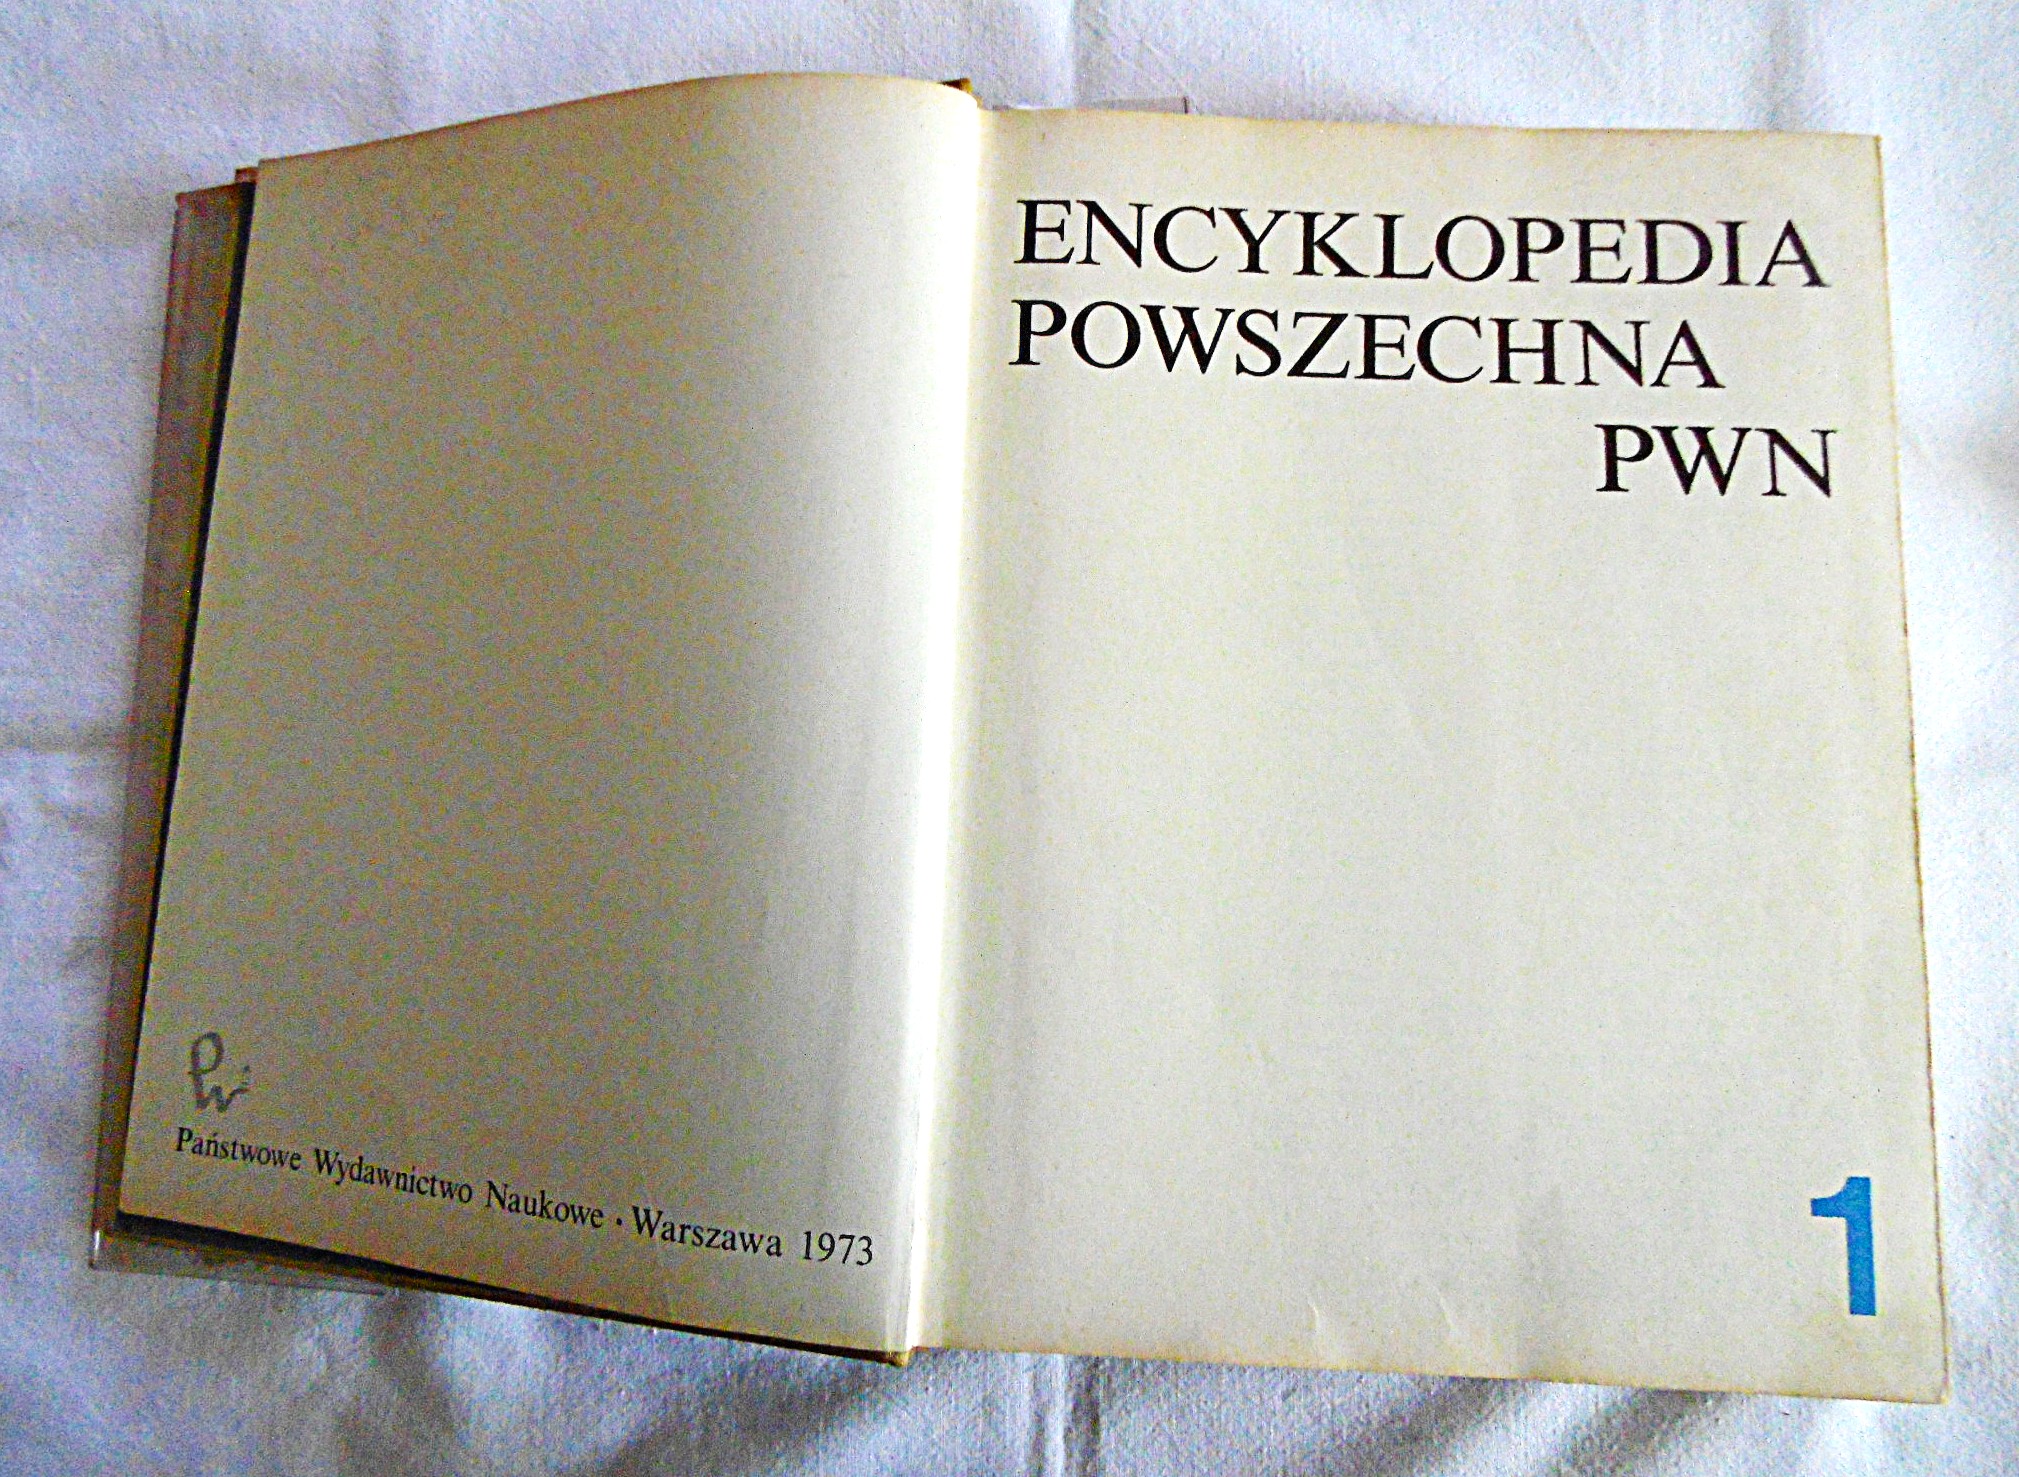 Państwowe Wydawnictwo Naukowe • Warszawa 1973
ENCYKLOPEDIA
POWSZECHNA
PWN
1